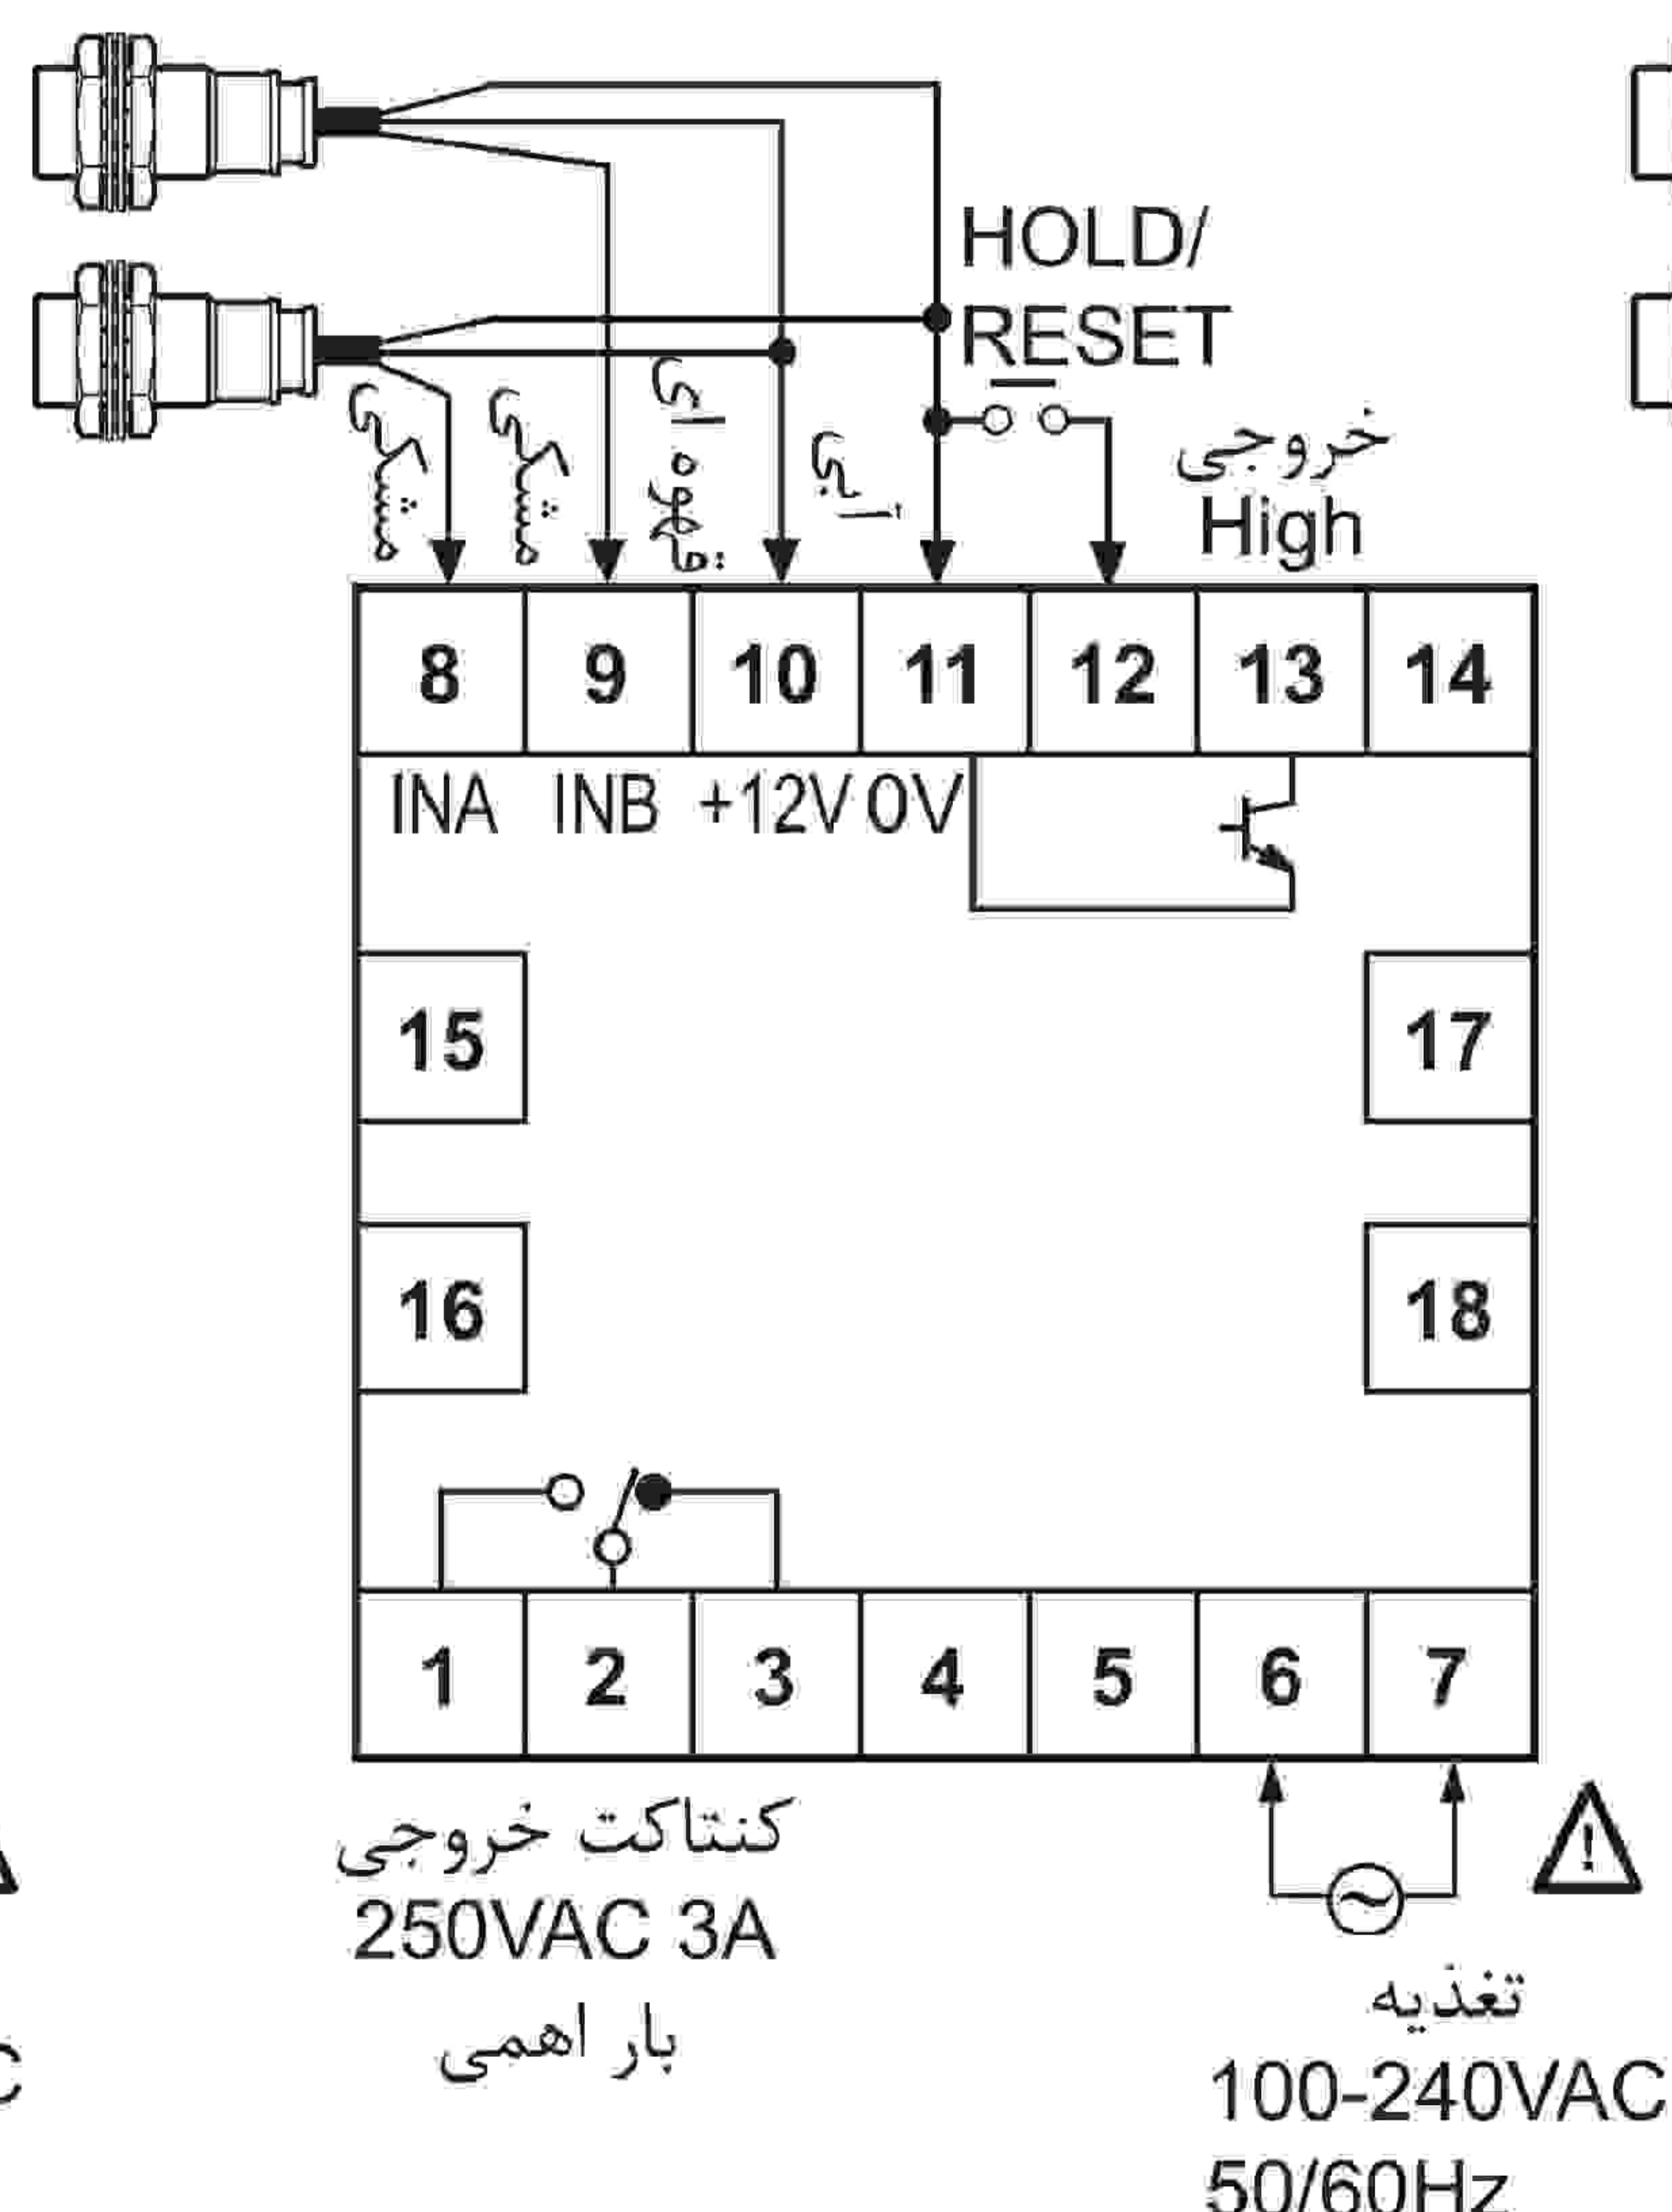 HOLD/
RESET
خروجی
High
مشکی
مشکی
قهوه ای
آبی
8 9 10 11 12 13 14
INA INB +12V 0V
15 17
16 18
1 2 3 4 5 6 7
کنتاکت خروجی
250VAC 3A
بار اهمی
!
تغذیه
100-240VAC
50/60Hz
C